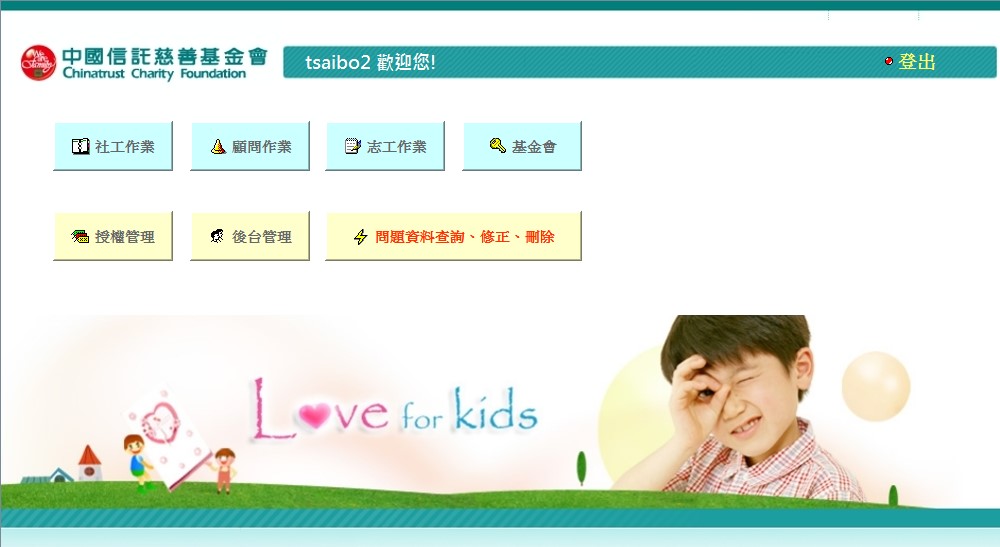 We Are
Family
中國信託慈善基金會
Chinatrust Charity Foundation
tsaibo2 歡迎您!
登出
社工作業
顧問作業
志工作業
基金會
授權管理
後台管理
問題資料查詢、修正、刪除
Love for kids